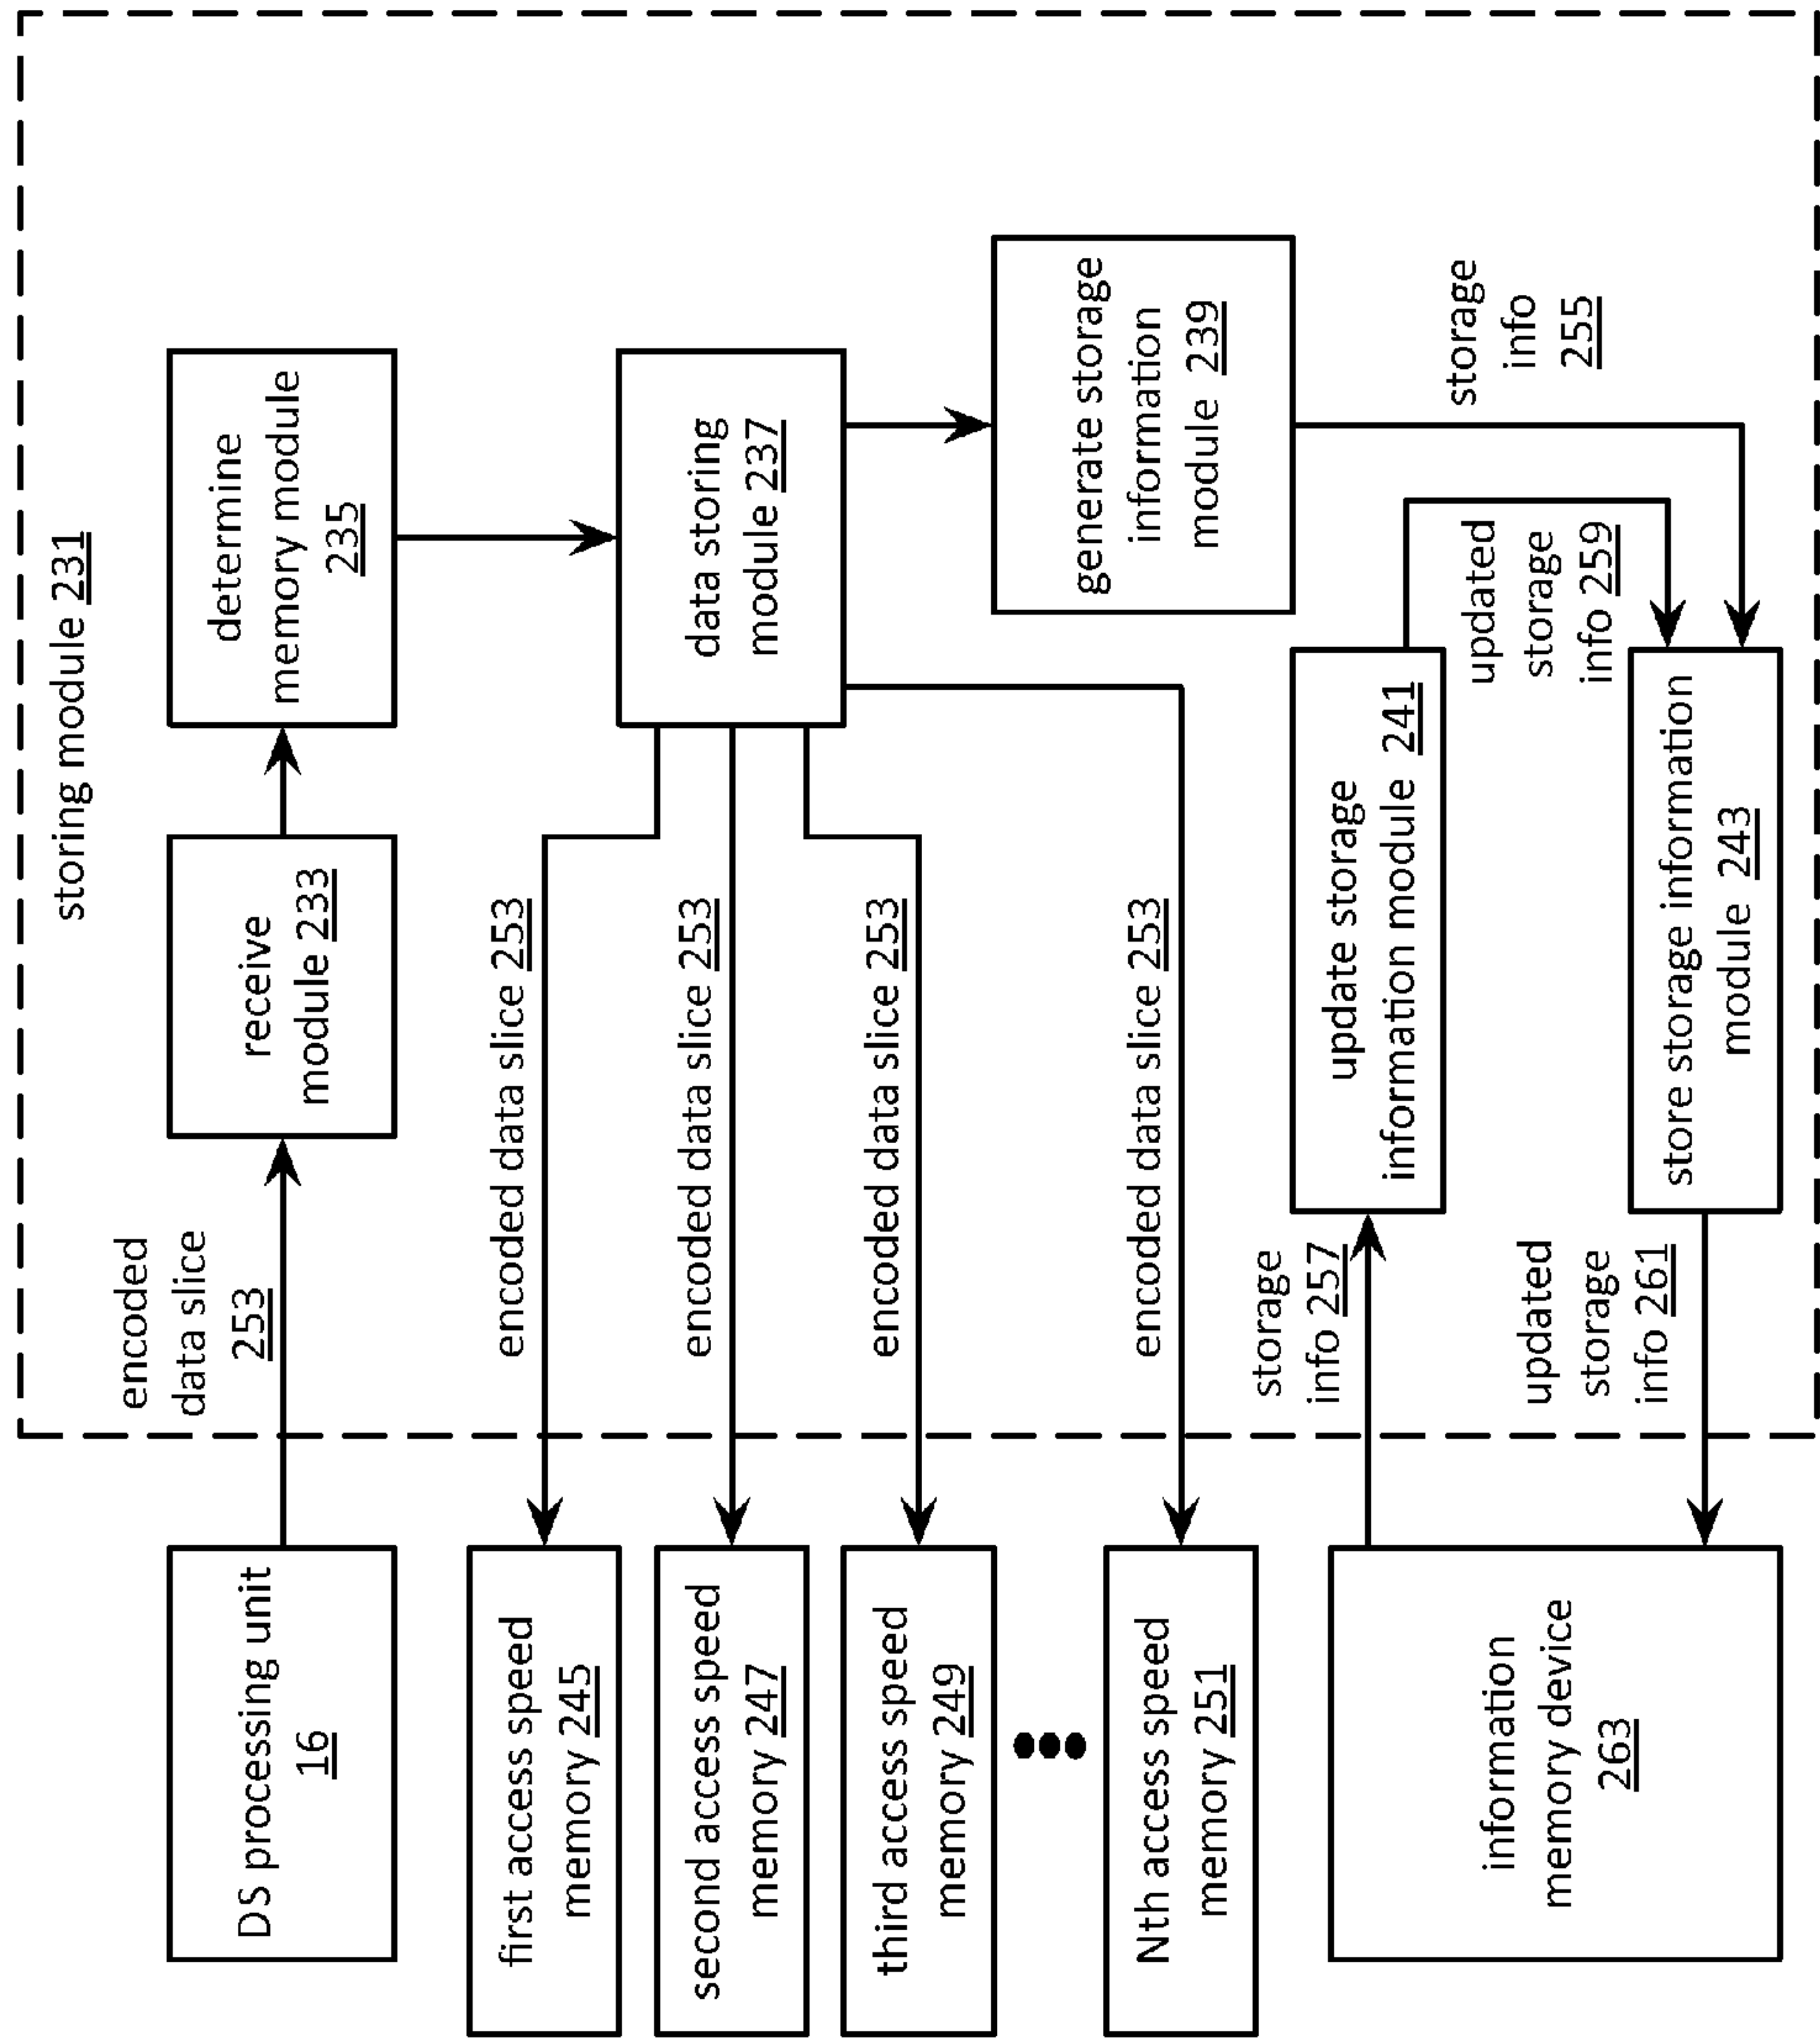 storing module 231
DS processing unit
16
encoded
data slice
253
receive
module 233
determine
memory module
235
first access speed
memory 245
encoded data slice 253
second access speed
memory 247
encoded data slice 253
data storing
module 237
third access speed
memory 249
encoded data slice 253
Nth access speed
memory 251
encoded data slice 253
generate storage
information
module 239
information
memory device
263
storage
info 257
update storage
information module 241
updated
storage
info 259
storage
info
255
updated
storage
info 261
store storage information
module 243